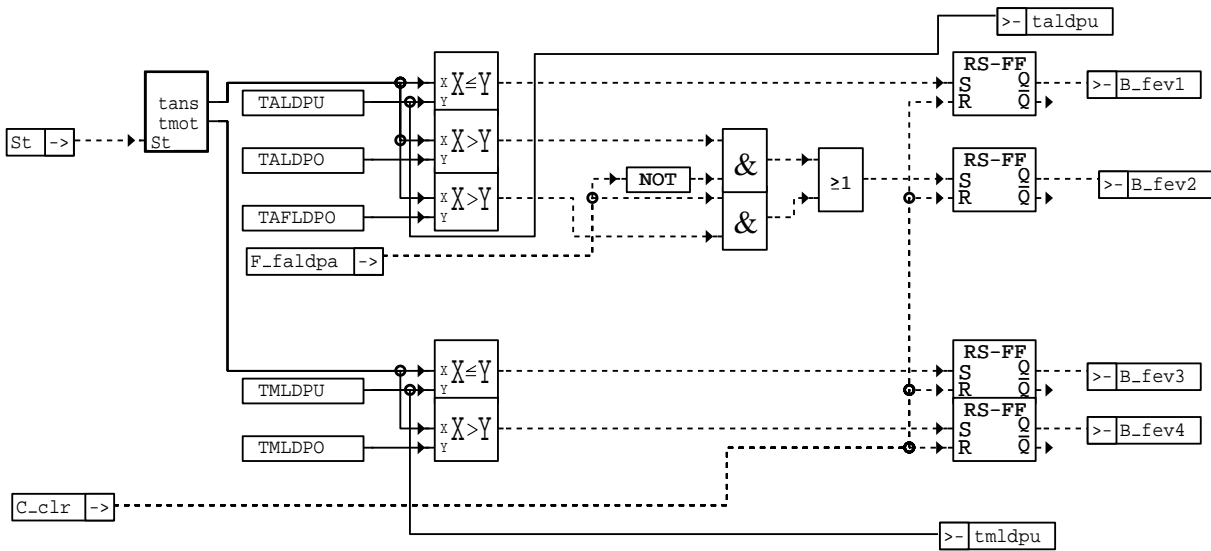 >- taldpu
RS-FF
S Q
R Q
>- B_fev1
tans
tmot
St
St ->
TALDPU
X X≤Y
Y
TALDPO
X X>Y
Y
TAFLDPO
X X>Y
Y
NOT
&
&
≥1
RS-FF
S Q
R Q
>- B_fev2
F_faldpa ->
TMLDPU
X X≤Y
Y
TMLDPO
X X>Y
Y
RS-FF
S Q
R Q
>- B_fev3
RS-FF
S Q
R Q
>- B_fev4
C_clr ->
>- tmldpu